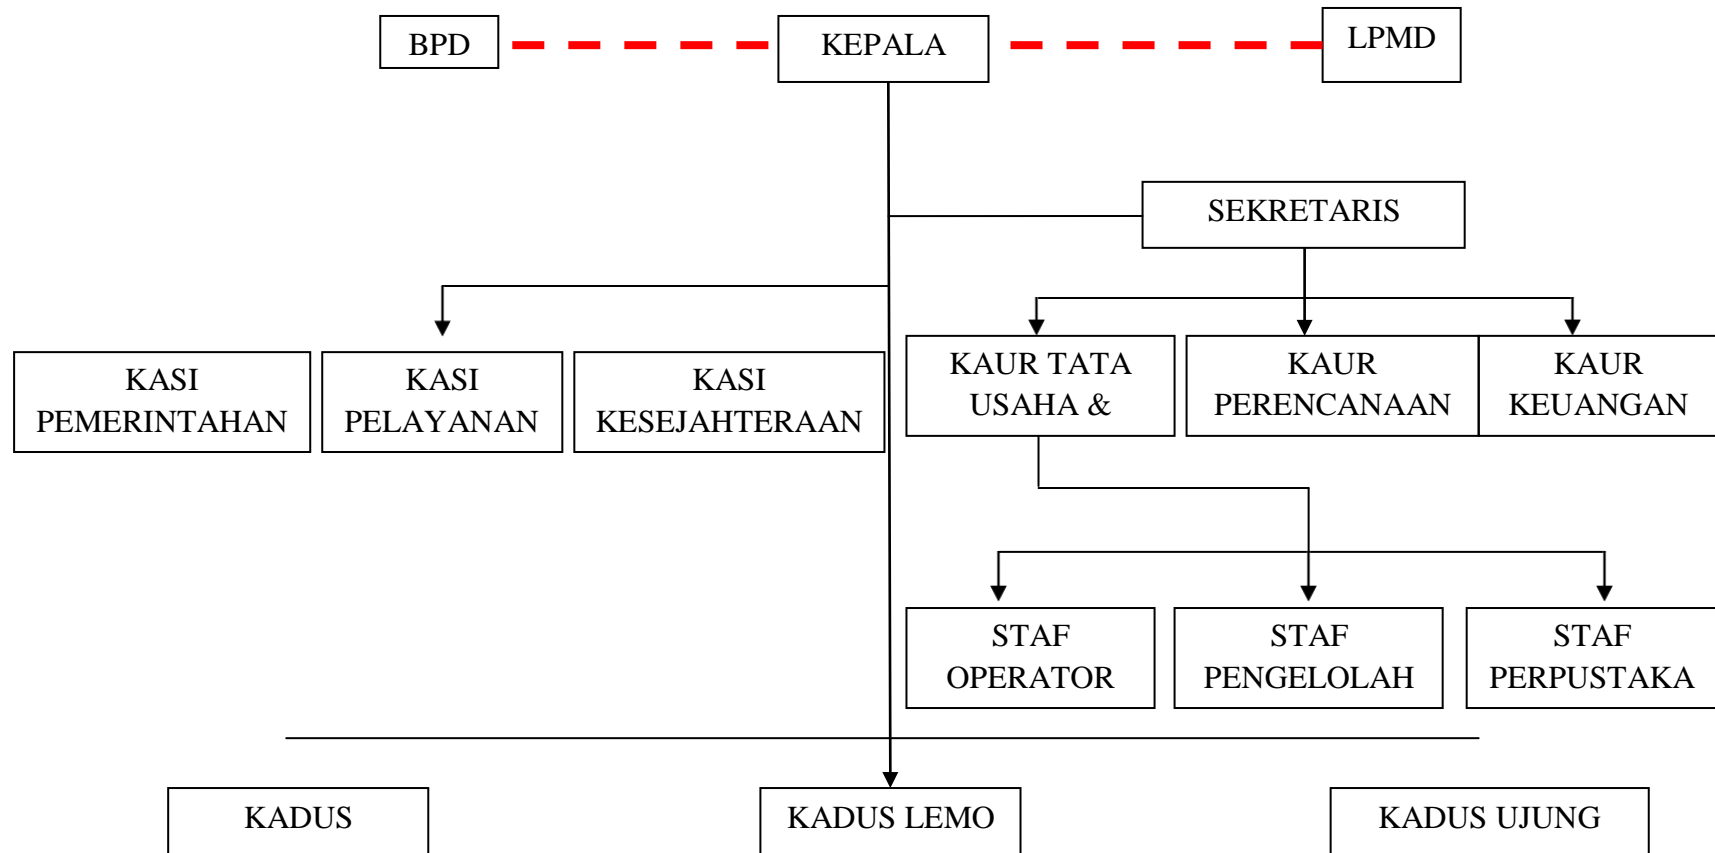 BPD
KEPALA
LPMD
SEKRETARIS
KASI
PEMERINTAHAN
KASI
PELAYANAN
KASI
KESEJAHTERAAN
KAUR TATA
USAHA &
KAUR
PERENCANAAN
KAUR
KEUANGAN
STAF
OPERATOR
STAF
PENGELOLAH
STAF
PERPUSTAKA
KADUS
KADUS LEMO
KADUS UJUNG